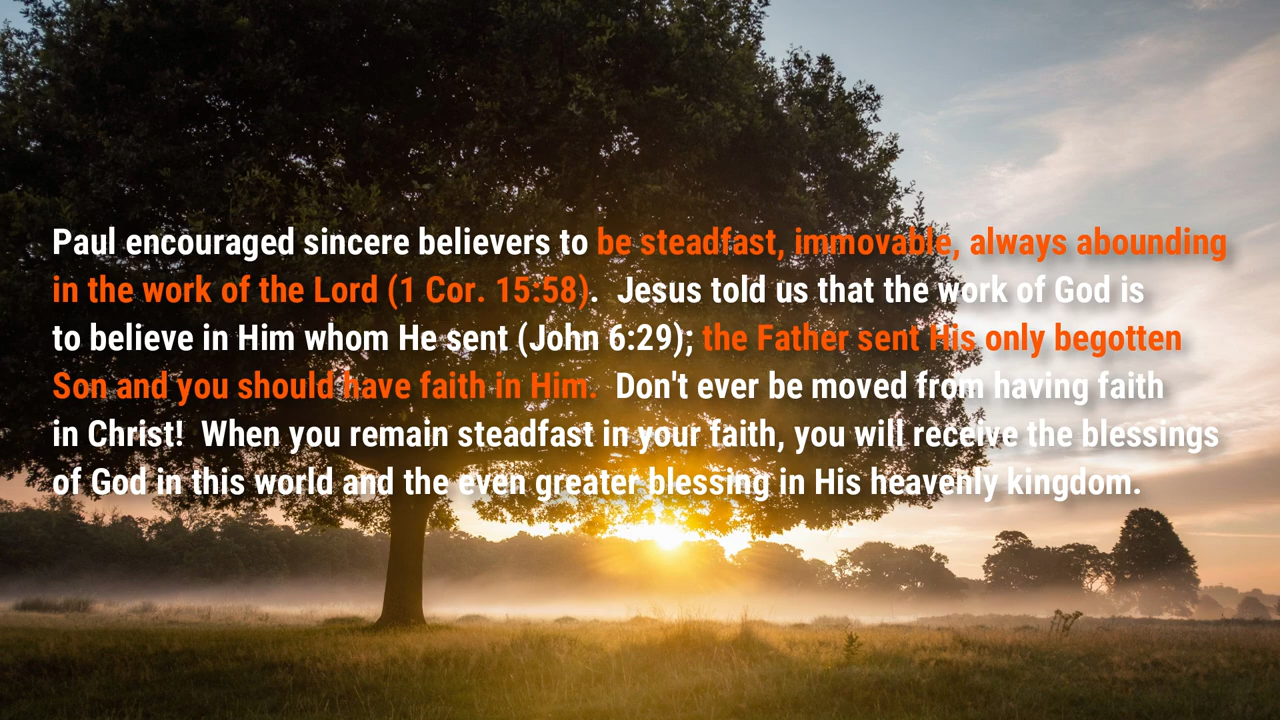 Paul encouraged sincere believers to be steadfast, immovable, always abounding
in the work of the Lord (1 Cor. 15:58).  Jesus told us that the work of God is
to believe in Him whom He sent (John 6:29); the Father sent His only begotten
Son and you should have faith in Him.  Don't ever be moved from having faith
in Christ!  When you remain steadfast in your faith, you will receive the blessings
of God in this world and the even greater blessing in His heavenly kingdom.